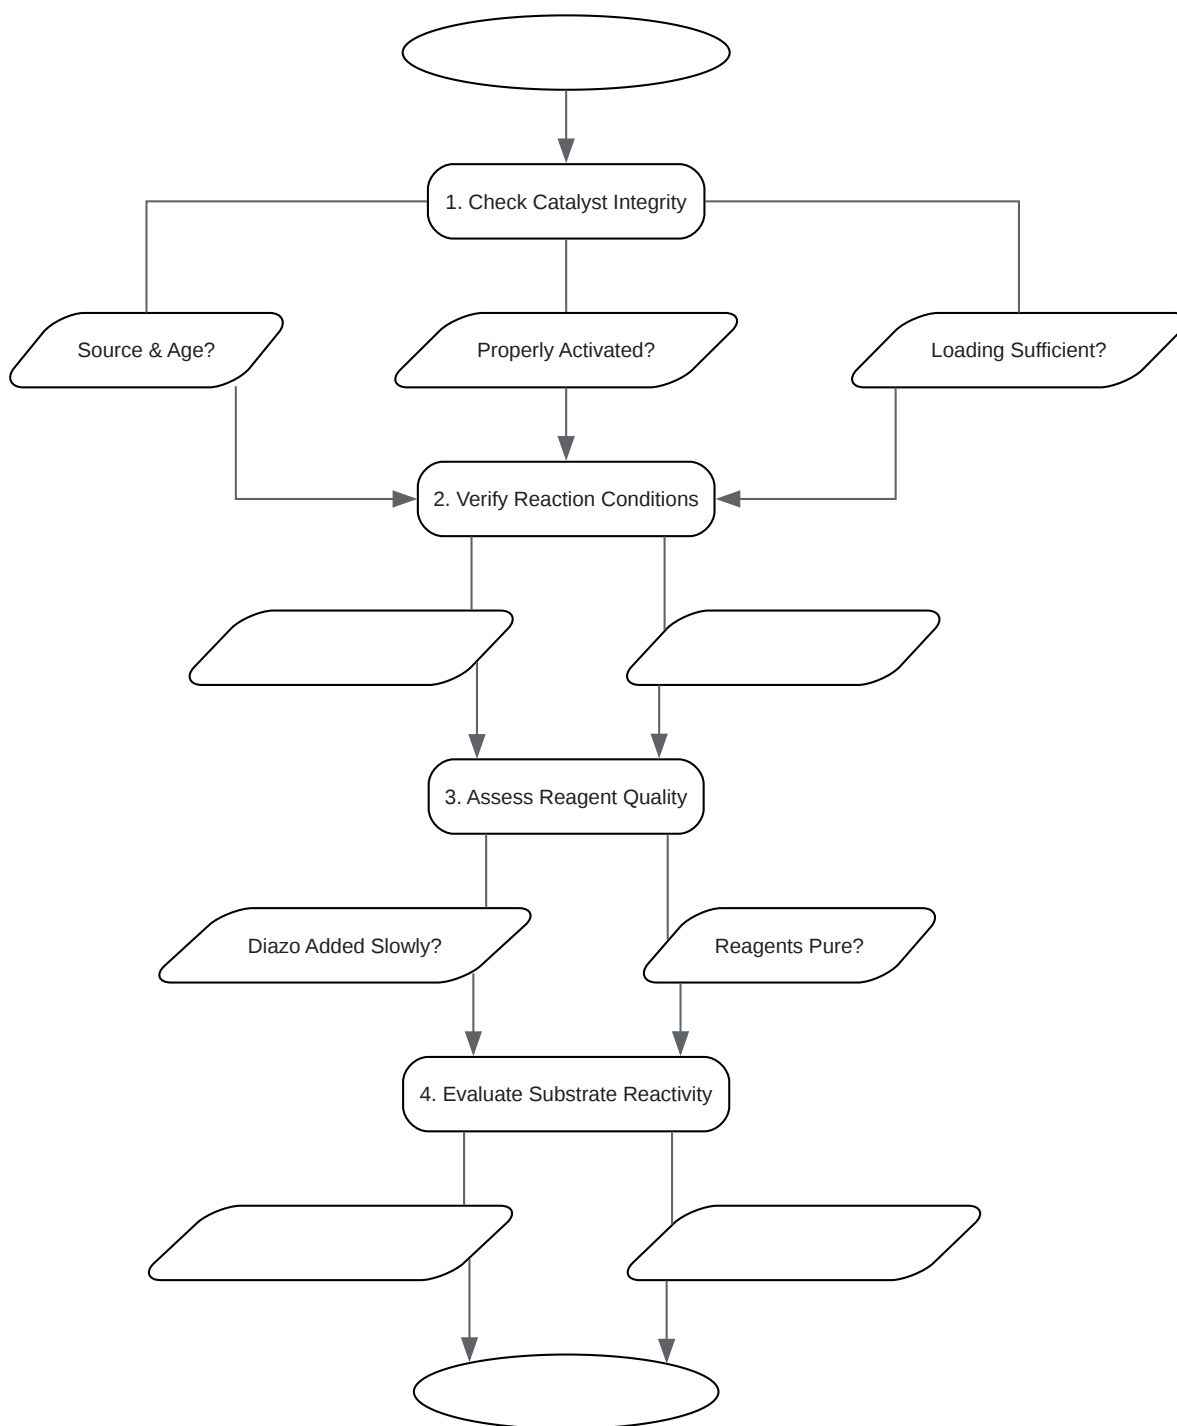 1. Check Catalyst Integrity
Source & Age?
Properly Activated?
Loading Sufficient?
2. Verify Reaction Conditions
3. Assess Reagent Quality
Diazo Added Slowly?
Reagents Pure?
4. Evaluate Substrate Reactivity